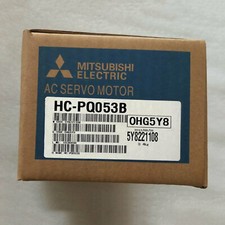 MITSUBISHI
ELECTRIC
AC SERVO MOTOR
HC-PQ053B
OHG5Y8
5Y8221108